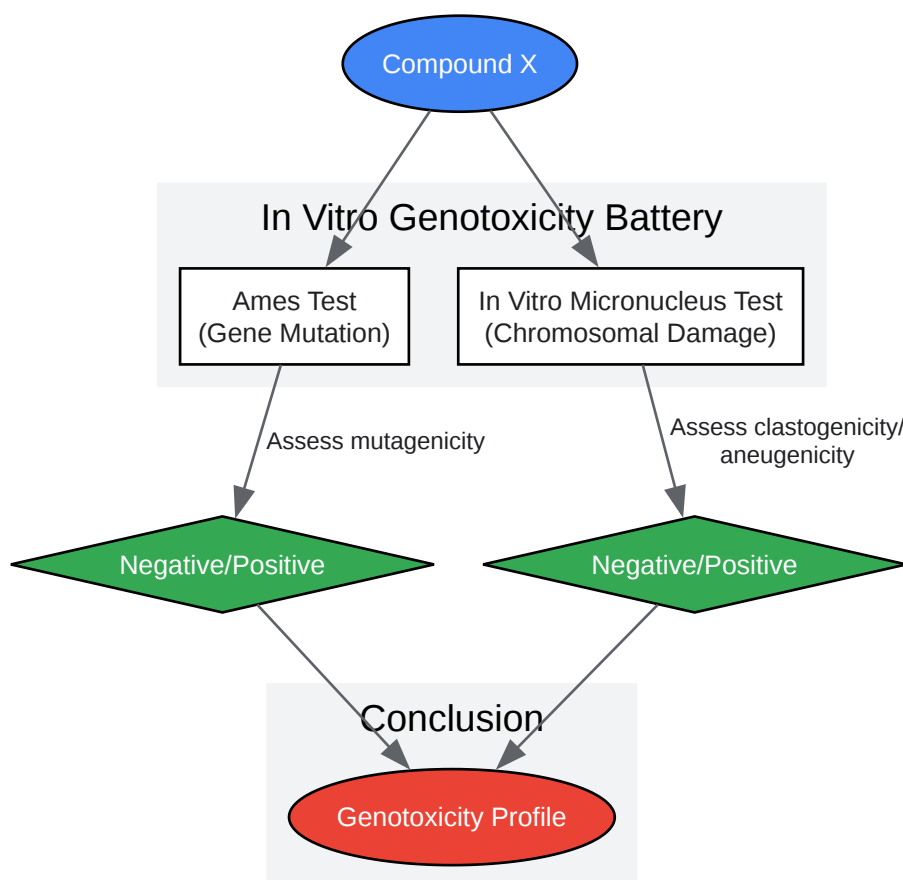 Compound X
In Vitro Genotoxicity Battery
Ames Test
(Gene Mutation)
In Vitro Micronucleus Test
(Chromosomal Damage)
Assess mutagenicity
Assess clastogenicity/
aneugenicity
Negative/Positive
Negative/Positive
Conclusion
Genotoxicity Profile